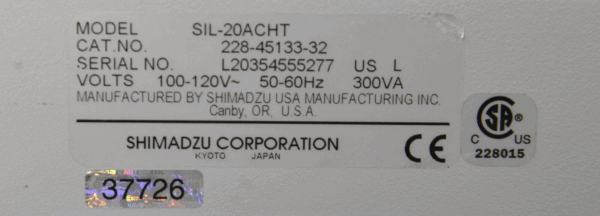 MODEL SIL-20ACHT
CAT.NO. 228-45133-32
SERIAL NO. L20354555277 US L
VOLTS 100-120V~ 50-60Hz 300VA
MANUFACTURED BY SHIMADZU USA MANUFACTURING INC.
Canby, OR, U.S.A.
SHIMADZU CORPORATION
KYOTO JAPAN
CE
SA ®
C US
228015
37726